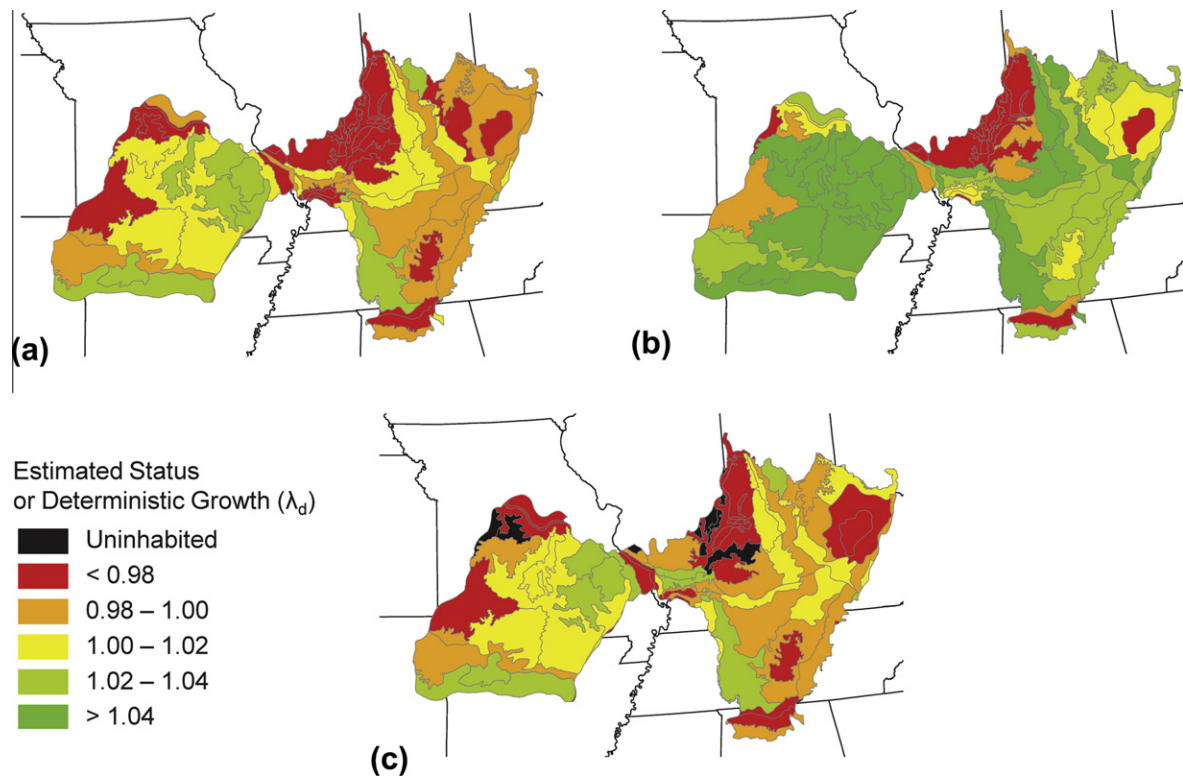 (a)
(b)
Estimated Status
or Deterministic Growth (λd)
Uninhabited
< 0.98
0.98 – 1.00
1.00 – 1.02
1.02 – 1.04
> 1.04
(c)